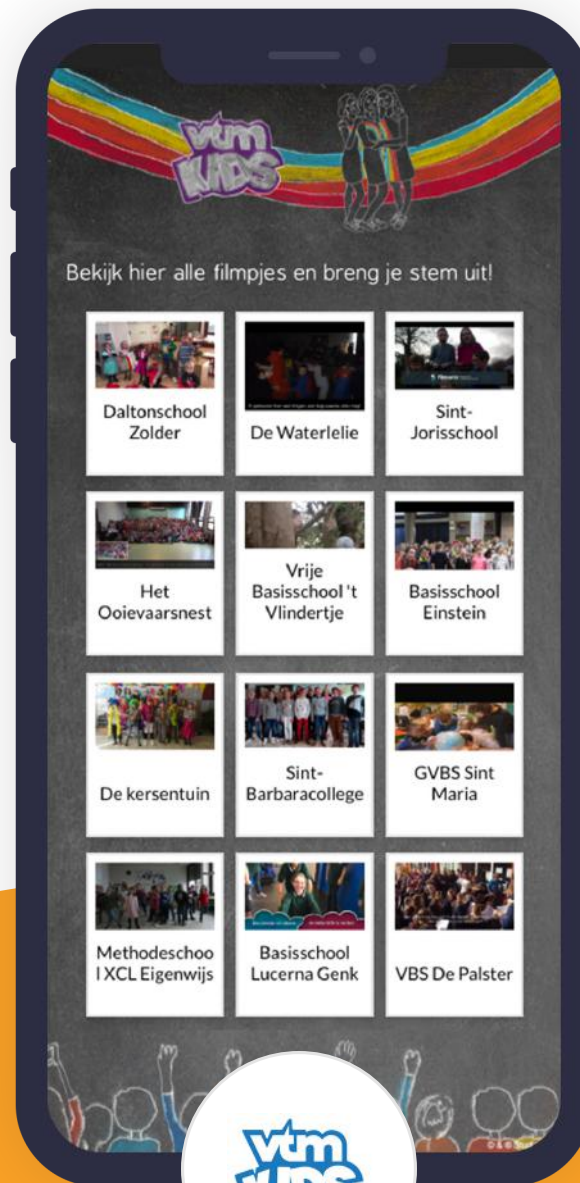 vtm
KIDS
Bekijk hier alle filmpjes en breng je stem uit!
Daltonschool
Zolder
De Waterlelie
Sint-
Jorisschool
Het
Ooievaarsnest
Vrije
Basisschool 't
Vlindertje
Basisschool
Einstein
De kersentuin
Sint-
Barbaracollege
GVBS Sint
Maria
Methodeschoo
l XCL Eigenwijs
Basisschool
Lucerna Genk
VBS De Palster
vtm
KIDS